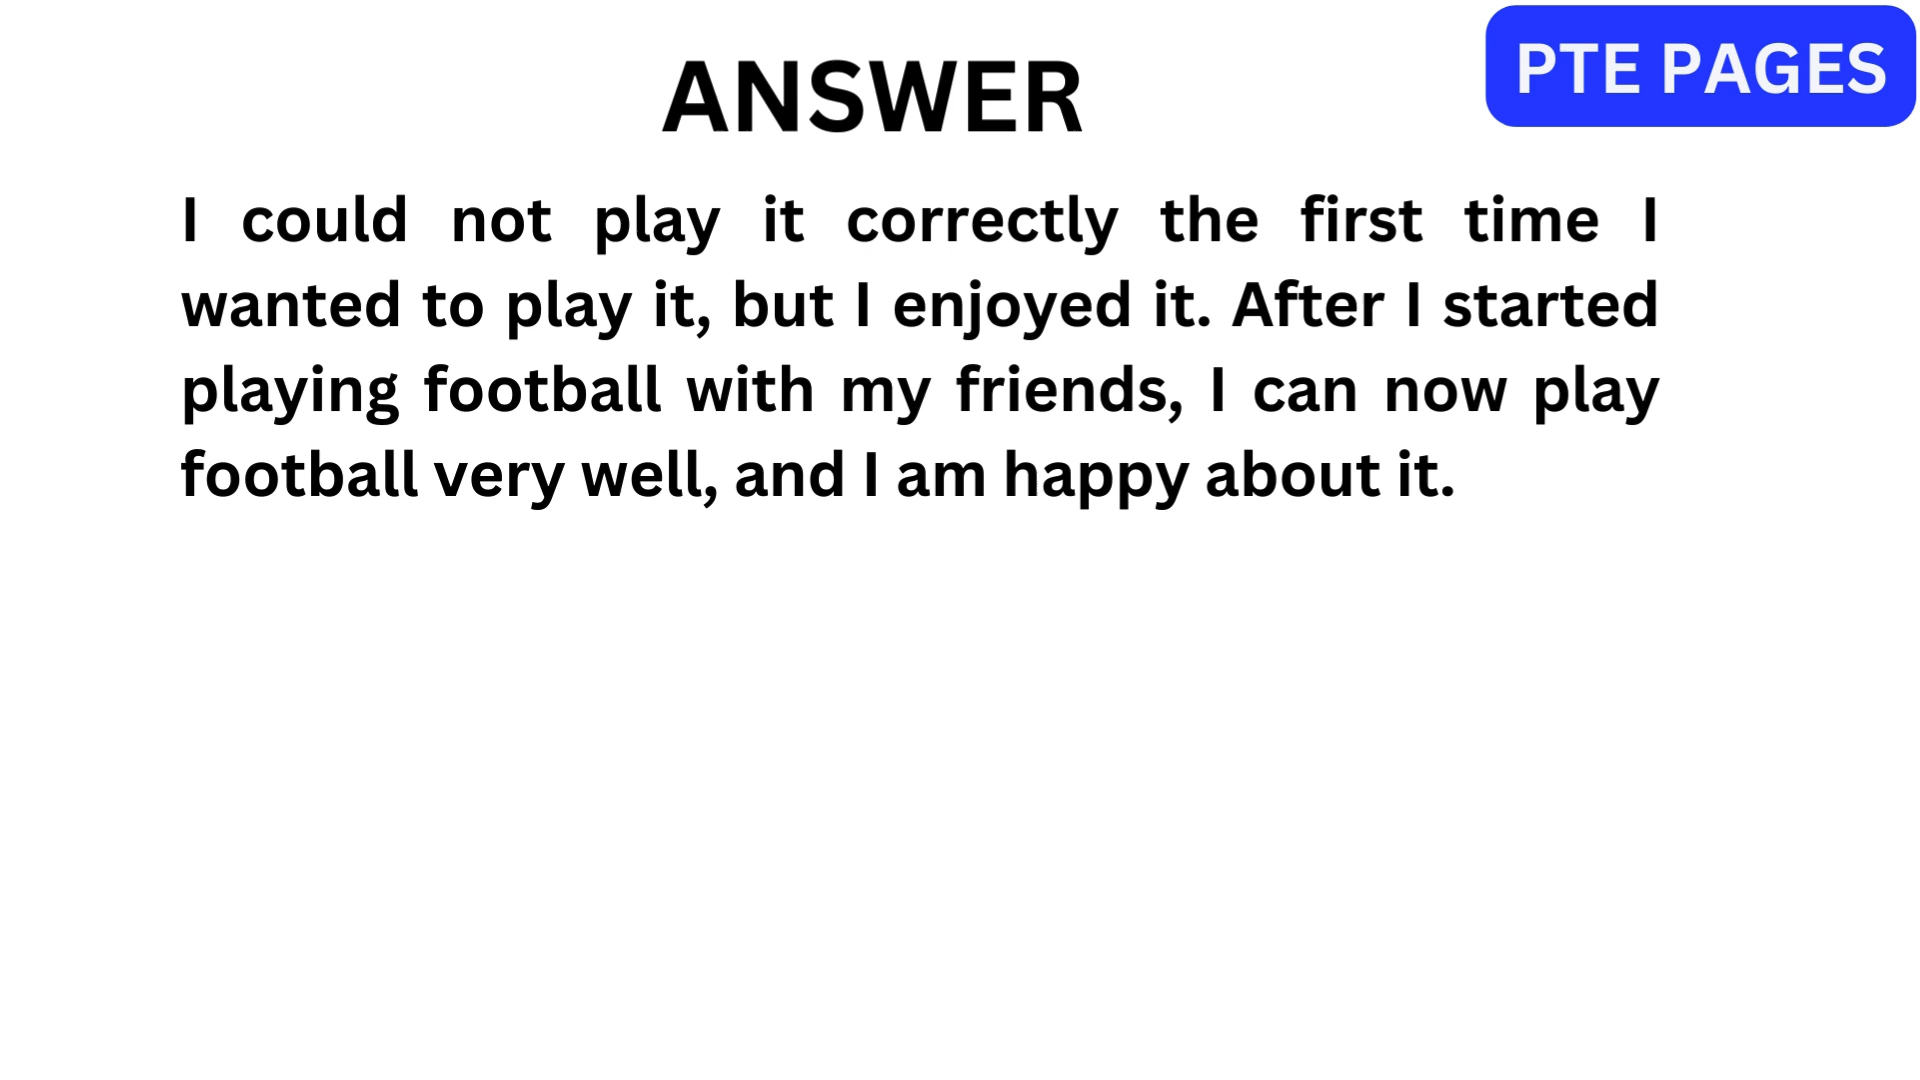 PTE PAGES
ANSWER
I could not play it correctly the first time I
wanted to play it, but I enjoyed it. After I started
playing football with my friends, I can now play
football very well, and I am happy about it.